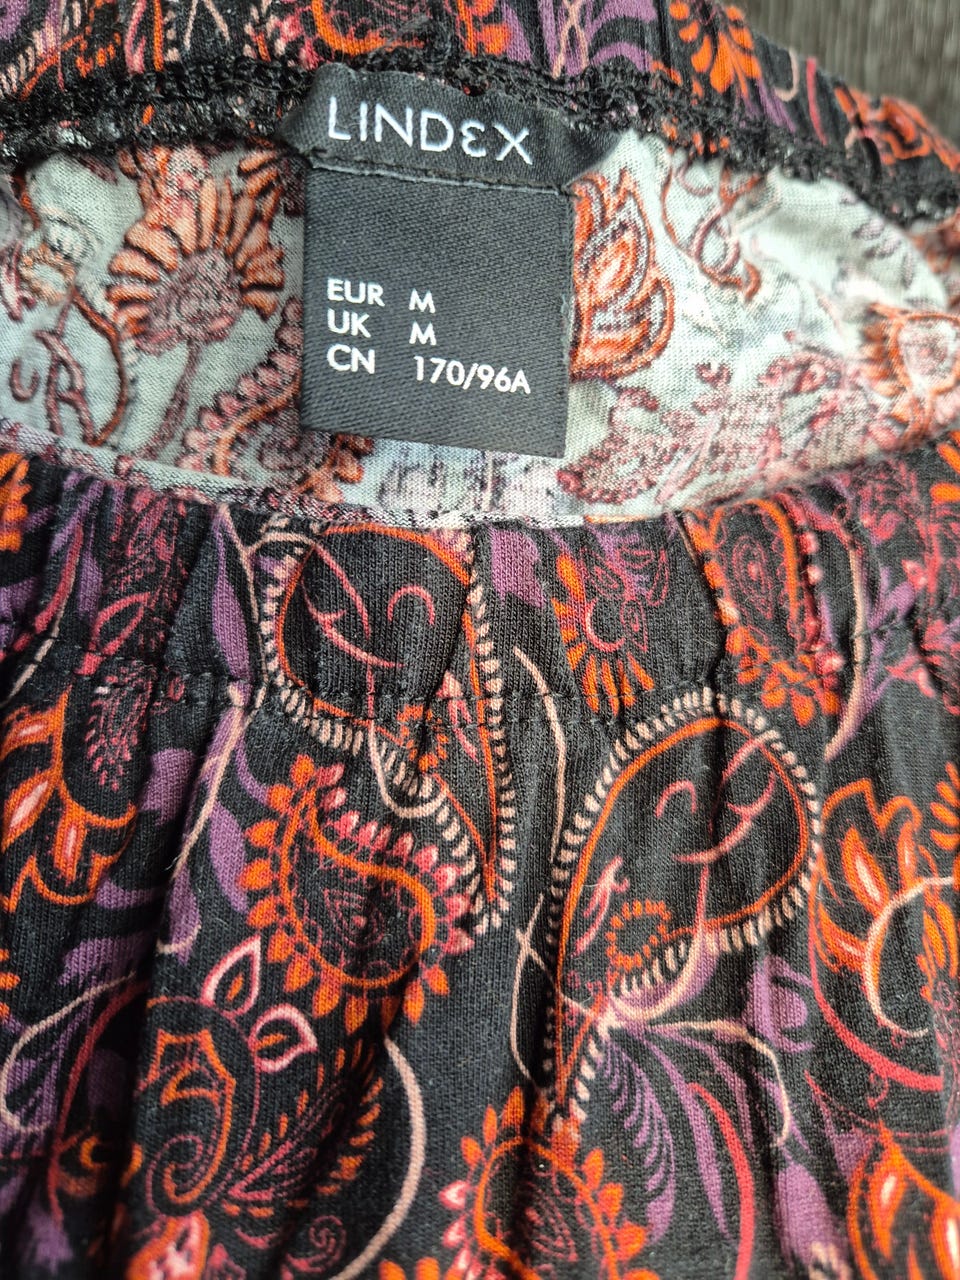 LINDEX
EUR M
UK M
CN 170/96A